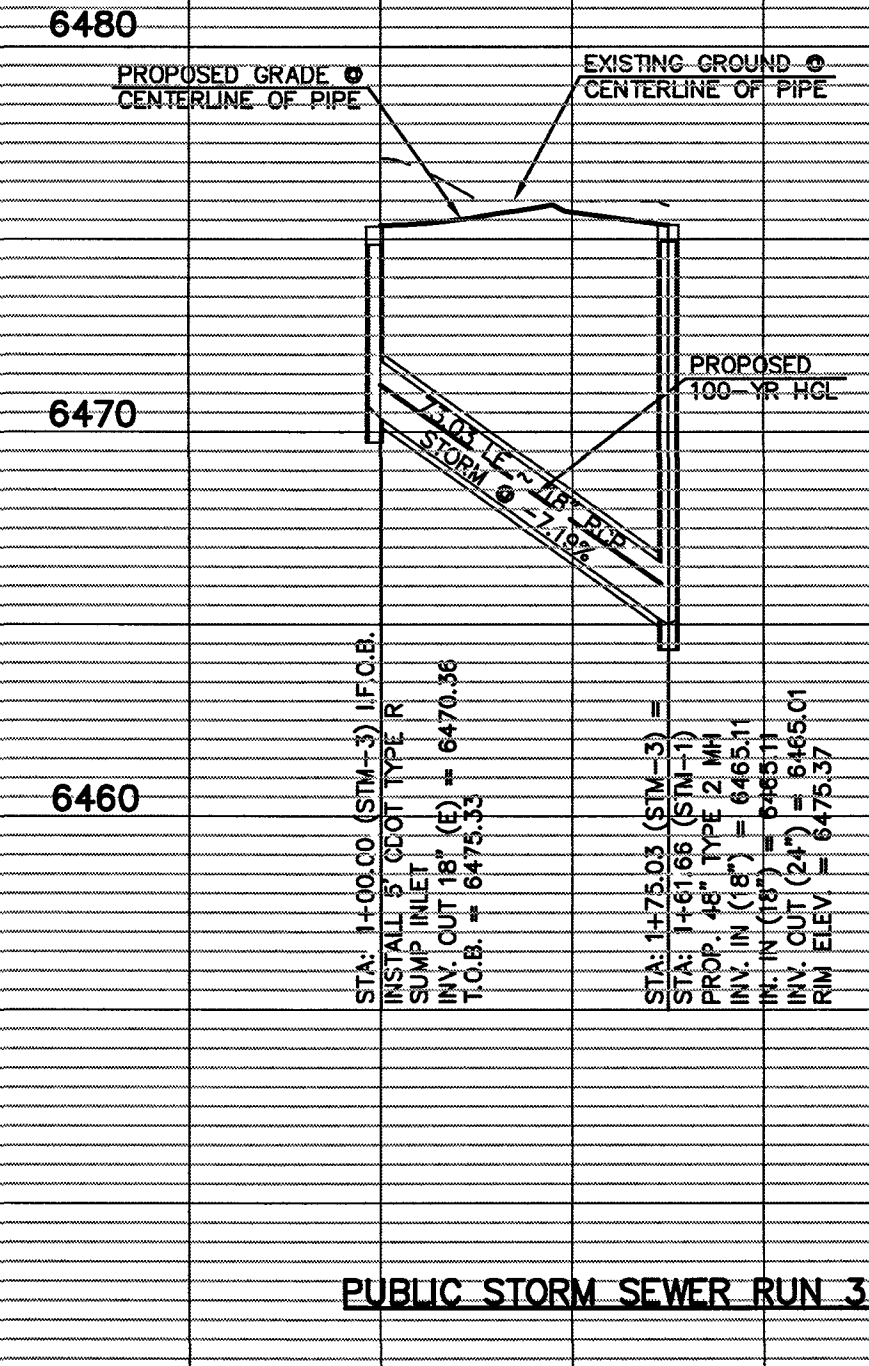 6480
PROPOSED GRADE @
CENTERLINE OF PIPE
EXISTING GROUND @
CENTERLINE OF PIPE
PROPOSED
100-YR HGL
6470
73.03 LF ~ 18" RCP
STORM @ -7.19%
6460
STA: 1+00.00 (STM-3) I.F.O.B.
INSTALL 5' CDOT TYPE R
SUMP INLET
INV. OUT 18" (E) = 6470.36
T.O.B. = 6475.33
STA: 1+75.03 (STM-3) =
STA: 1+61.66 (STM-1)
PROP. 48" TYPE 2 MH
INV. IN (18") = 6465.11
IN. IN (18") = 6465.11
INV. OUT (24") = 6465.01
RIM ELEV. = 6475.37
PUBLIC STORM SEWER RUN 3